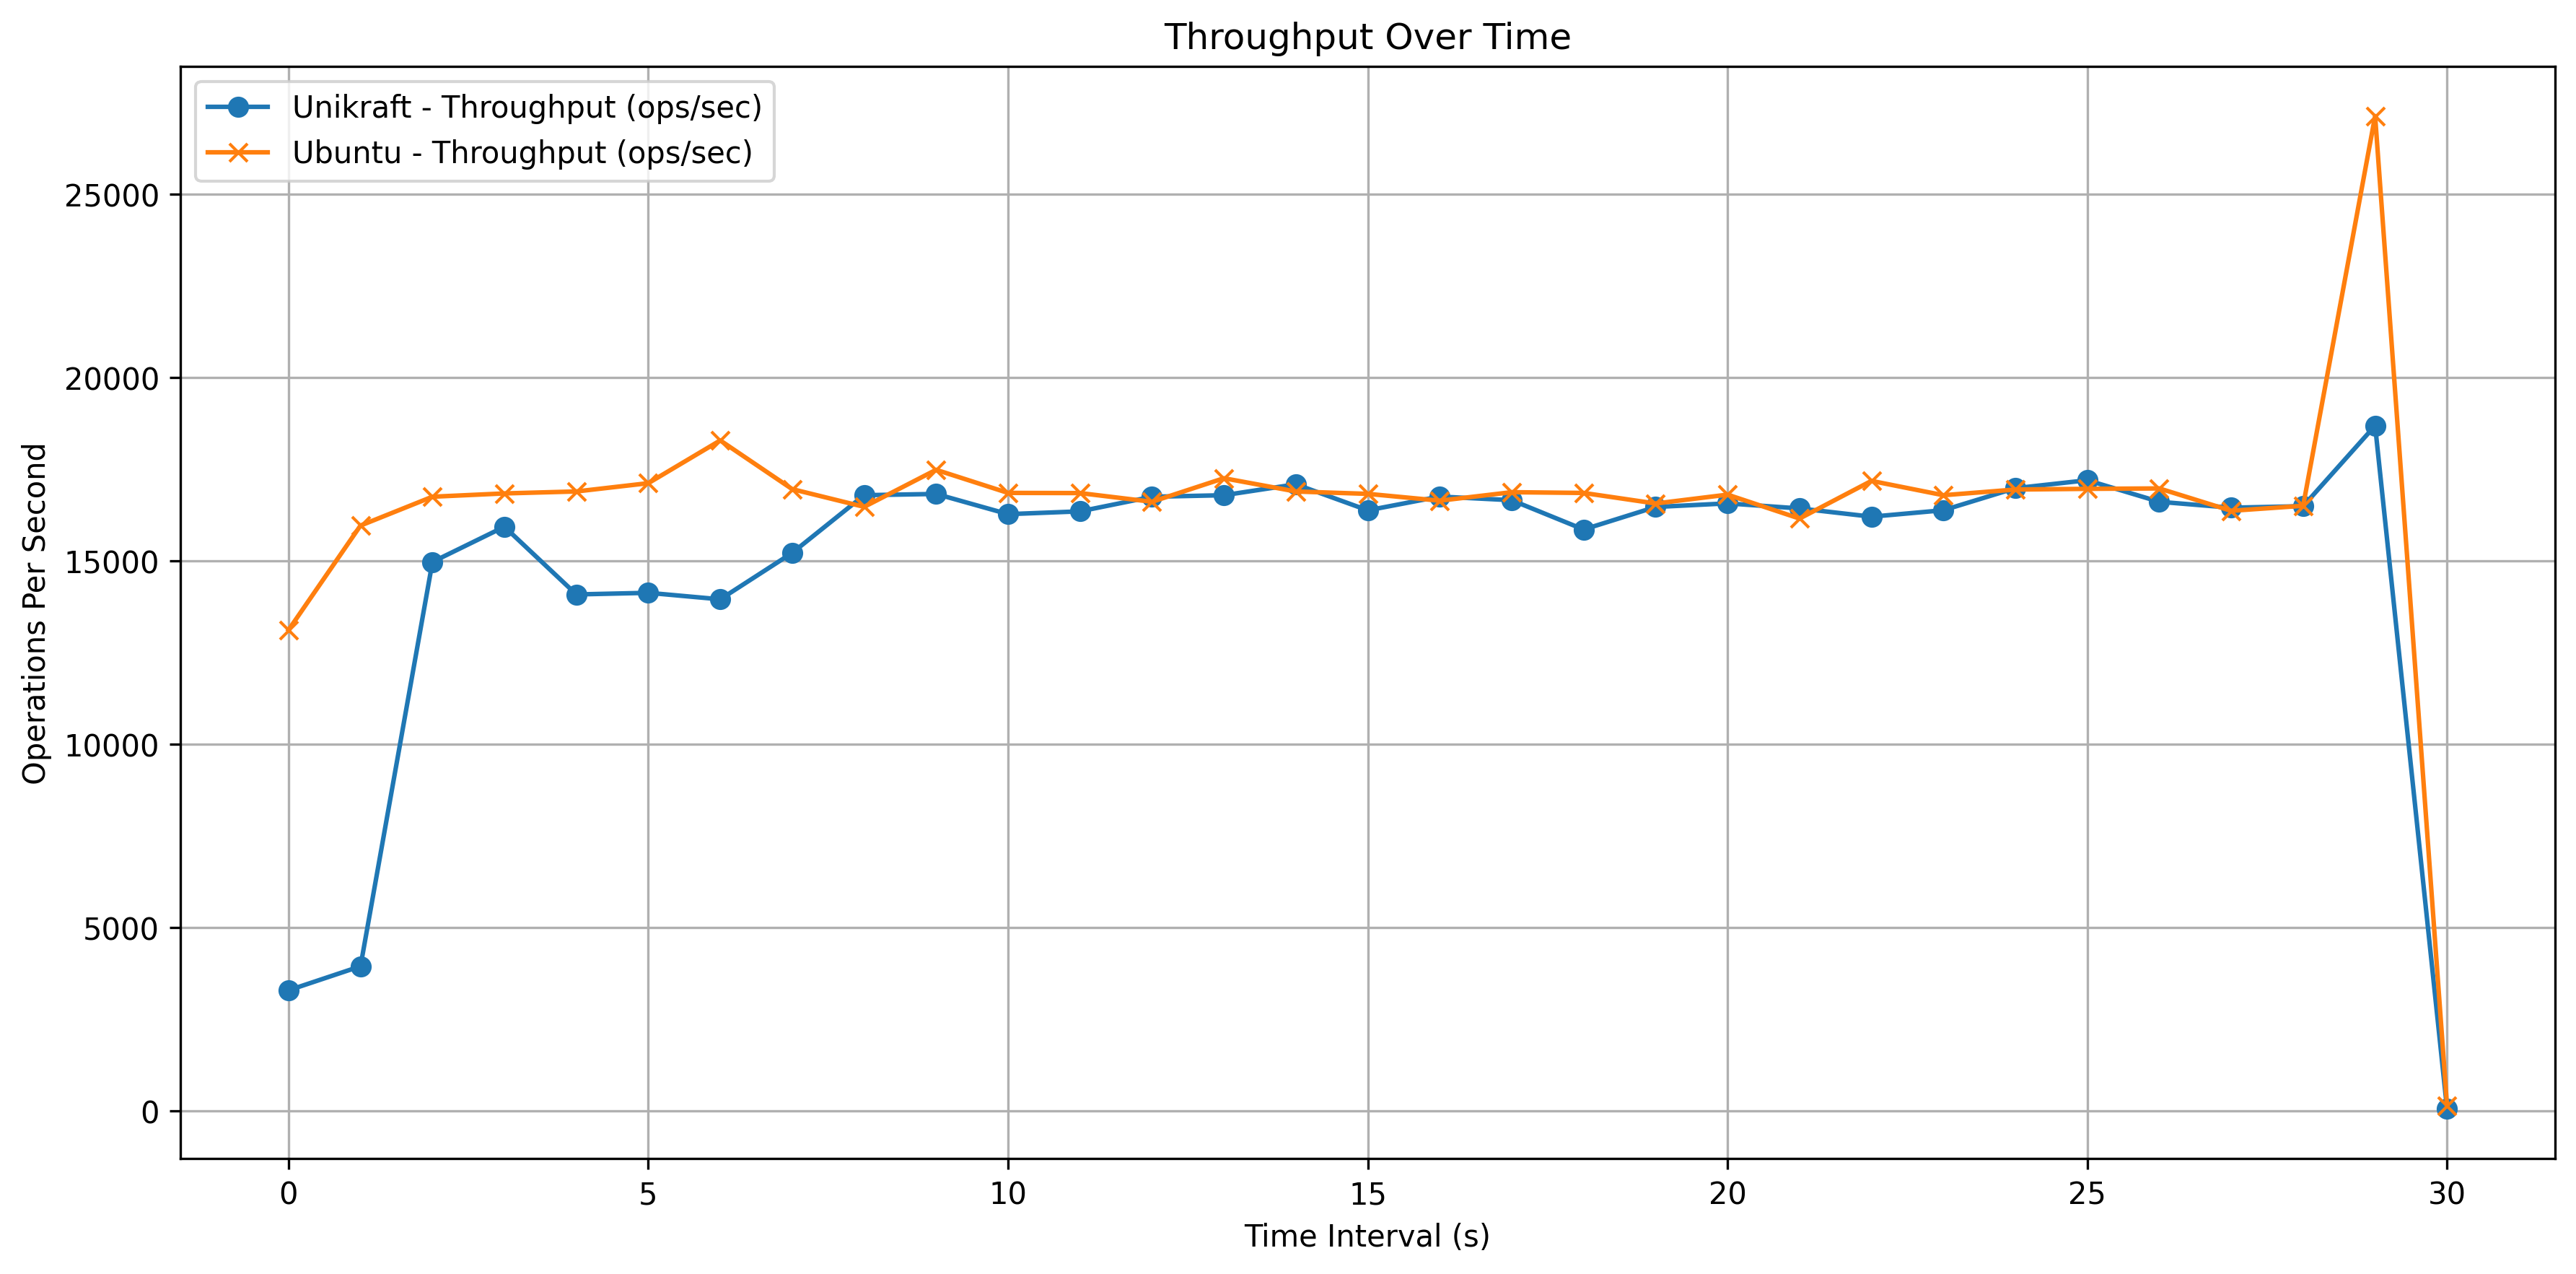 Throughput Over Time
Unikraft - Throughput (ops/sec)
Ubuntu - Throughput (ops/sec)
Operations Per Second
25000
20000
15000
10000
5000
0
0 5 10 15 20 25 30
Time Interval (s)